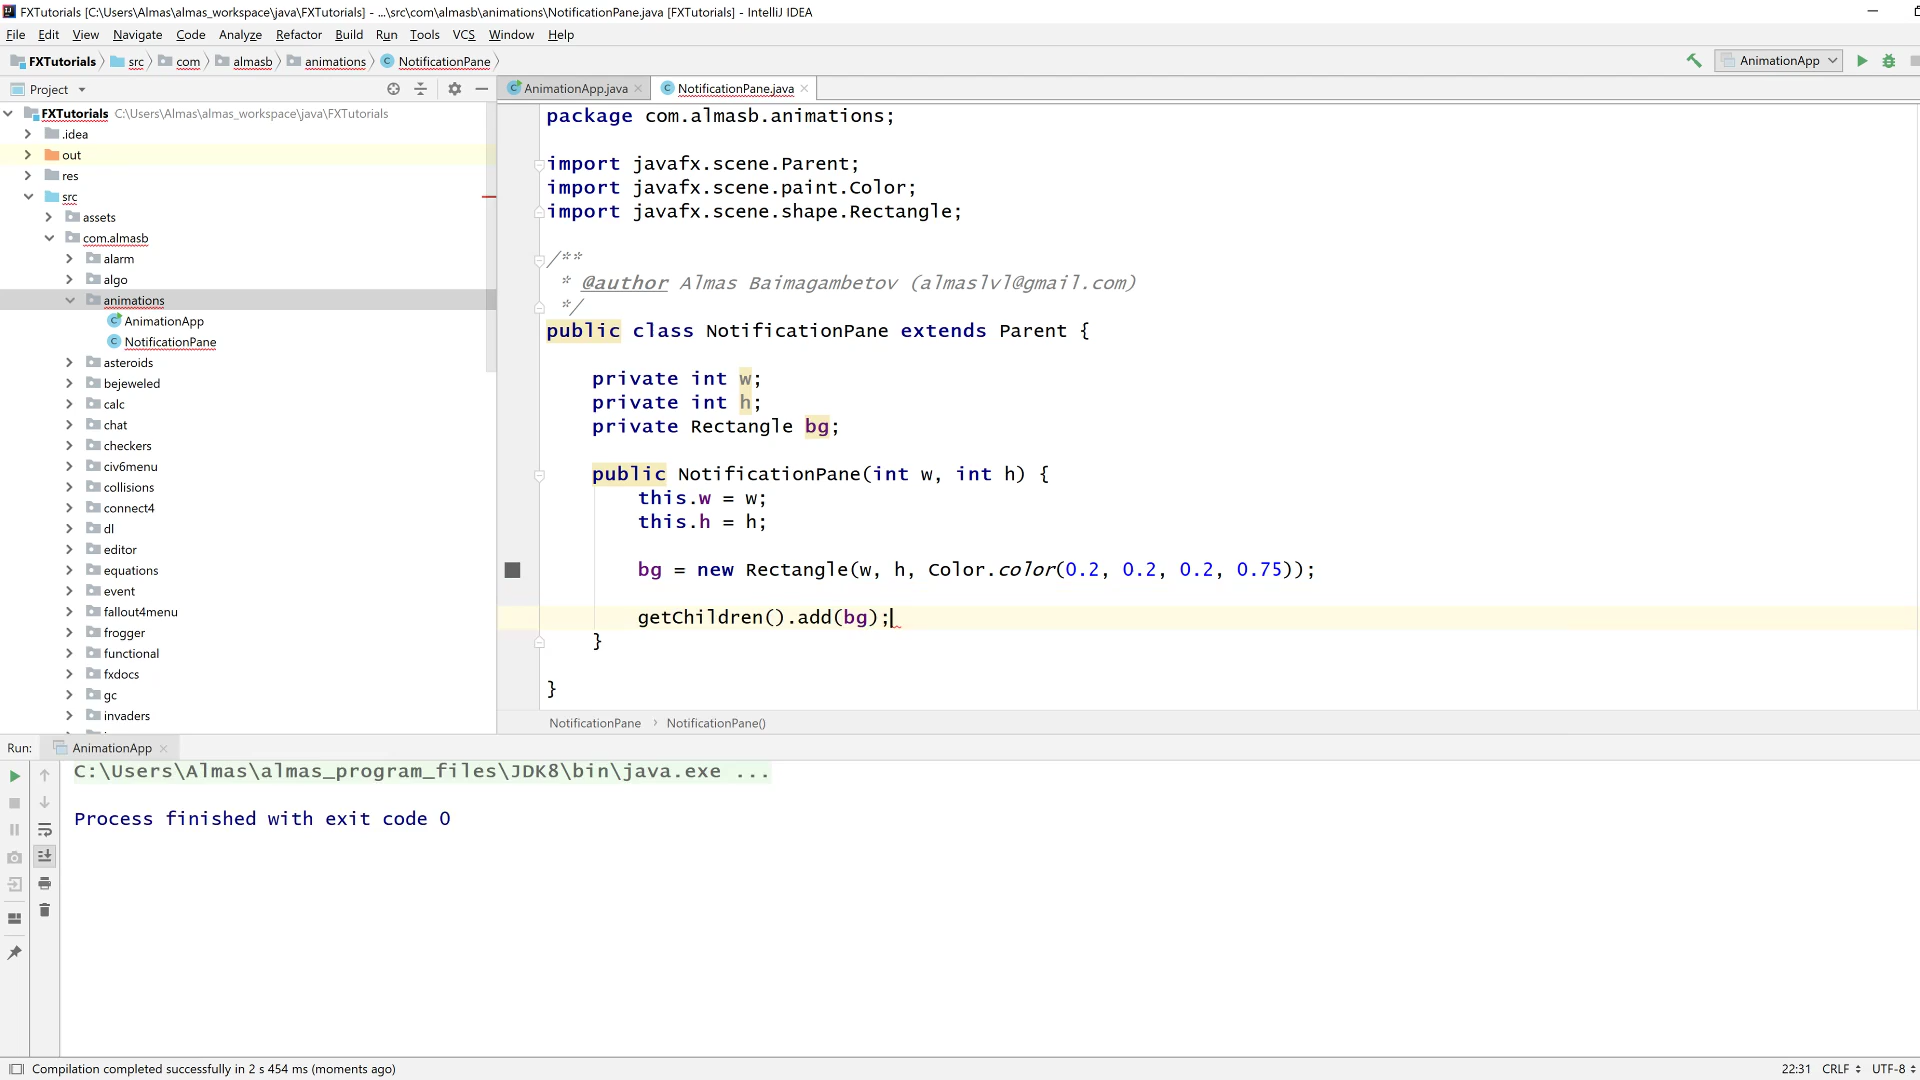 FXTutorials [C:\Users\Almas\almas_workspace\java\FXTutorials] - ...\src\com\almasb\animations\NotificationPane.java [FXTutorials] - IntelliJ IDEA
File Edit View Navigate Code Analyze Refactor Build Run Tools VCS Window Help
FXTutorials src com almasb animations NotificationPane
AnimationApp
Project
FXTutorials C:\Users\Almas\almas_workspace\java\FXTutorials
.idea
out
res
src
assets
com.almasb
alarm
algo
animations
AnimationApp
NotificationPane
asteroids
bejeweled
calc
chat
checkers
civ6menu
collisions
connect4
dl
editor
equations
event
fallout4menu
frogger
functional
fxdocs
gc
invaders
AnimationApp.java NotificationPane.java
package com.almasb.animations;
import javafx.scene.Parent;
import javafx.scene.paint.Color;
import javafx.scene.shape.Rectangle;
/**
* @author Almas Baimagambetov (almaslvl@gmail.com)
*/
public class NotificationPane extends Parent {
private int w;
private int h;
private Rectangle bg;
public NotificationPane(int w, int h) {
this.w = w;
this.h = h;
bg = new Rectangle(w, h, Color.color(0.2, 0.2, 0.2, 0.75));
getChildren().add(bg);
}
}
NotificationPane NotificationPane()
Run: AnimationApp
C:\Users\Almas\almas_program_files\JDK8\bin\java.exe ...
Process finished with exit code 0
Compilation completed successfully in 2 s 454 ms (moments ago)
22:31 CRLF UTF-8